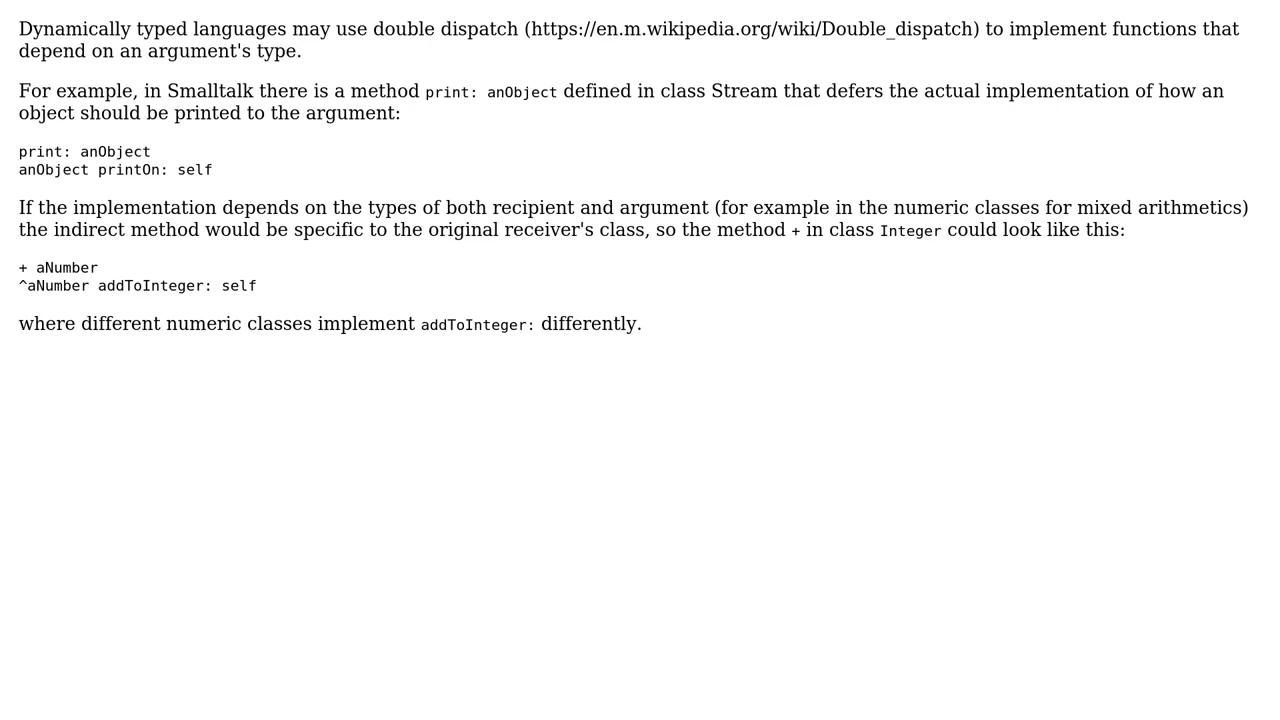 Dynamically typed languages may use double dispatch (https://en.m.wikipedia.org/wiki/Double_dispatch) to implement functions that
depend on an argument's type.
For example, in Smalltalk there is a method print: anObject defined in class Stream that defers the actual implementation of how an
object should be printed to the argument:
print: anObject
anObject printOn: self
If the implementation depends on the types of both recipient and argument (for example in the numeric classes for mixed arithmetics)
the indirect method would be specific to the original receiver's class, so the method + in class Integer could look like this:
+ aNumber
^aNumber addToInteger: self
where different numeric classes implement addToInteger: differently.